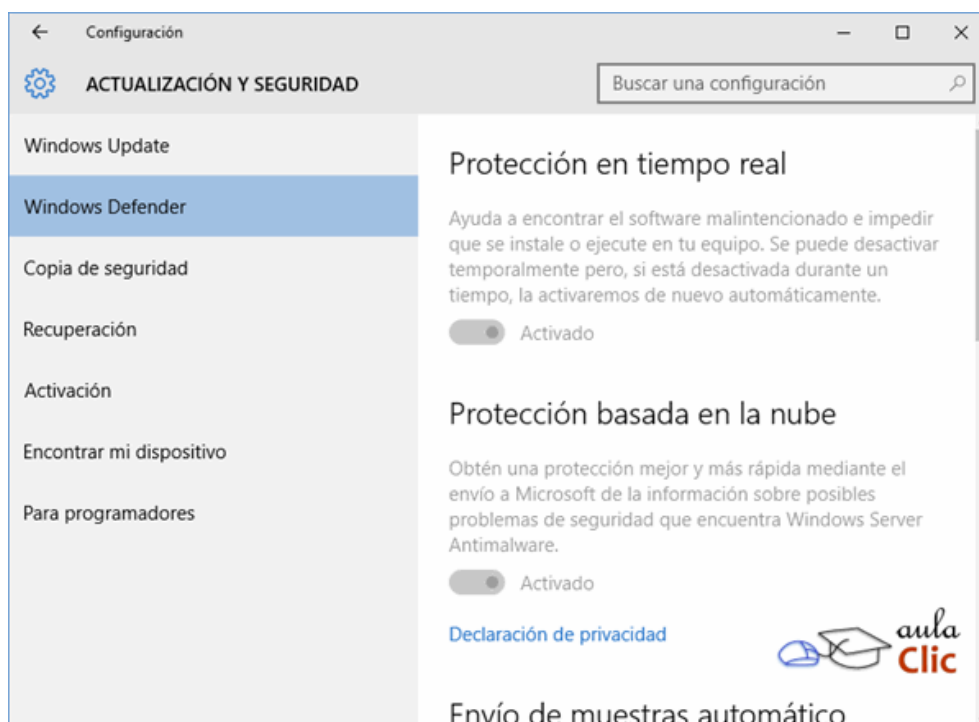 Configuración
ACTUALIZACIÓN Y SEGURIDAD
Buscar una configuración
Windows Update
Windows Defender
Copia de seguridad
Recuperación
Activación
Encontrar mi dispositivo
Para programadores
Protección en tiempo real
Ayuda a encontrar el software malintencionado e impedir
que se instale o ejecute en tu equipo. Se puede desactivar
temporalmente pero, si está desactivada durante un
tiempo, la activaremos de nuevo automáticamente.
Activado
Protección basada en la nube
Obtén una protección mejor y más rápida mediante el
envío a Microsoft de la información sobre posibles
problemas de seguridad que encuentra Windows Server
Antimalware.
Activado
Declaración de privacidad
aula
Clic
Envío de muestras automático